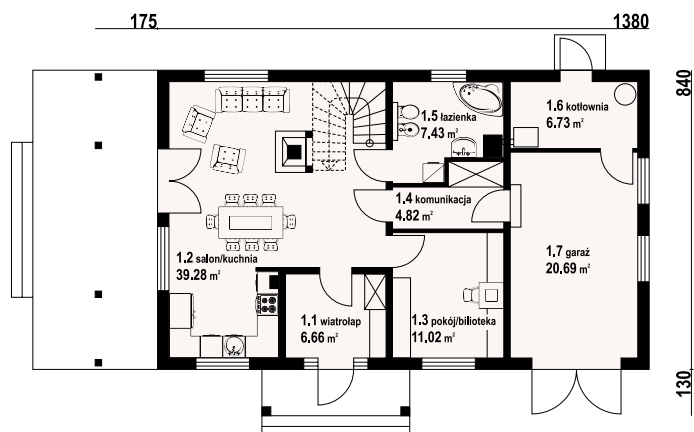 175 1380
840
1.6 kotłownia
6.73 m²
1.5 łazienka
7.43 m²
1.4 komunikacja
4.82 m²
1.2 salon/kuchnia
39.28 m²
1.7 garaż
20.69 m²
1.1 wiatrołap
6.66 m²
1.3 pokój/bilioteka
11,02 m²
130